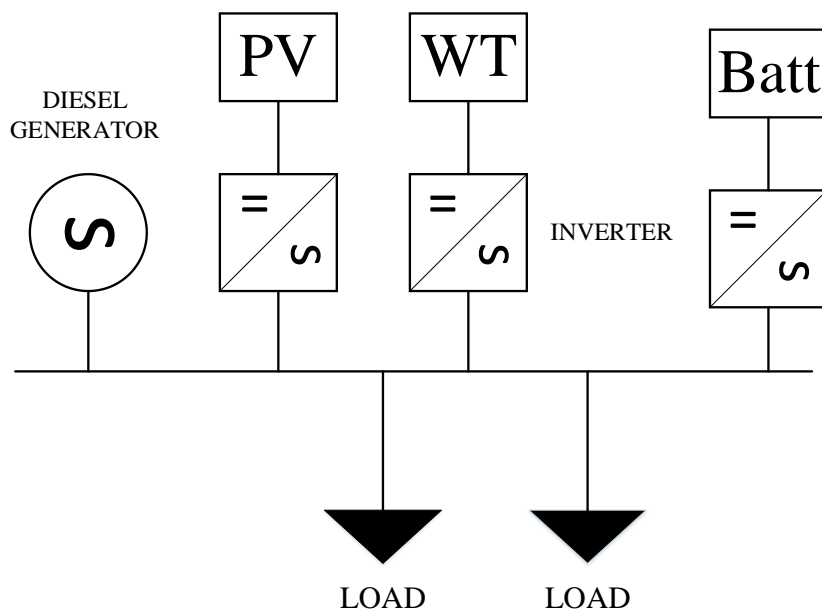 PV
WT
Batt
DIESEL
GENERATOR
INVERTER
LOAD
LOAD